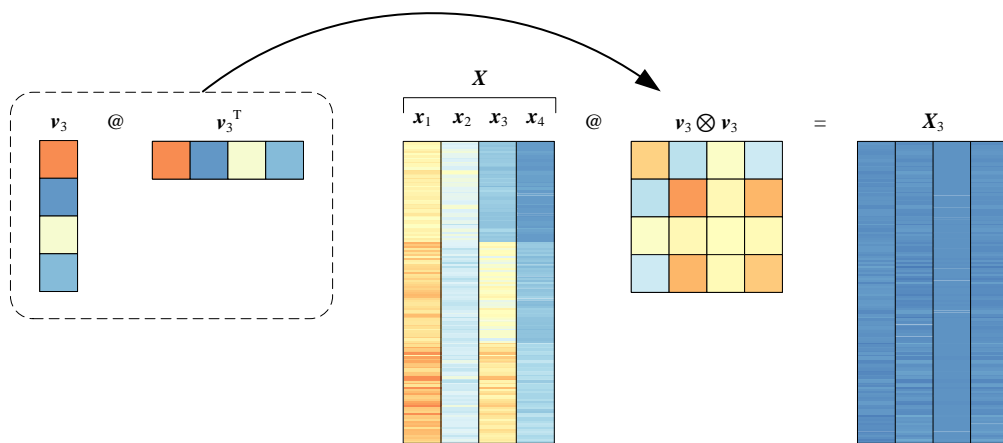 X
v₃ @ v₃ᵀ x₁ x₂ x₃ x₄ @ v₃ ⊗ v₃ = X₃